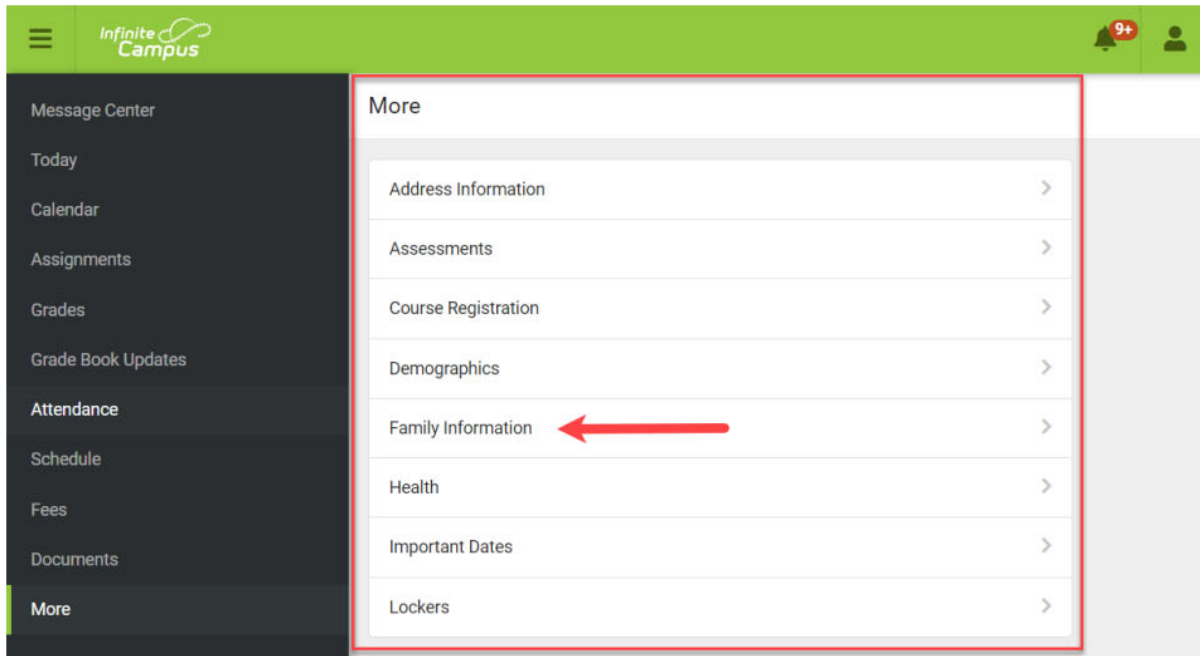 Infinite
Campus
9+
Message Center
Today
Calendar
Assignments
Grades
Grade Book Updates
Attendance
Schedule
Fees
Documents
More
More
Address Information
Assessments
Course Registration
Demographics
Family Information
Health
Important Dates
Lockers